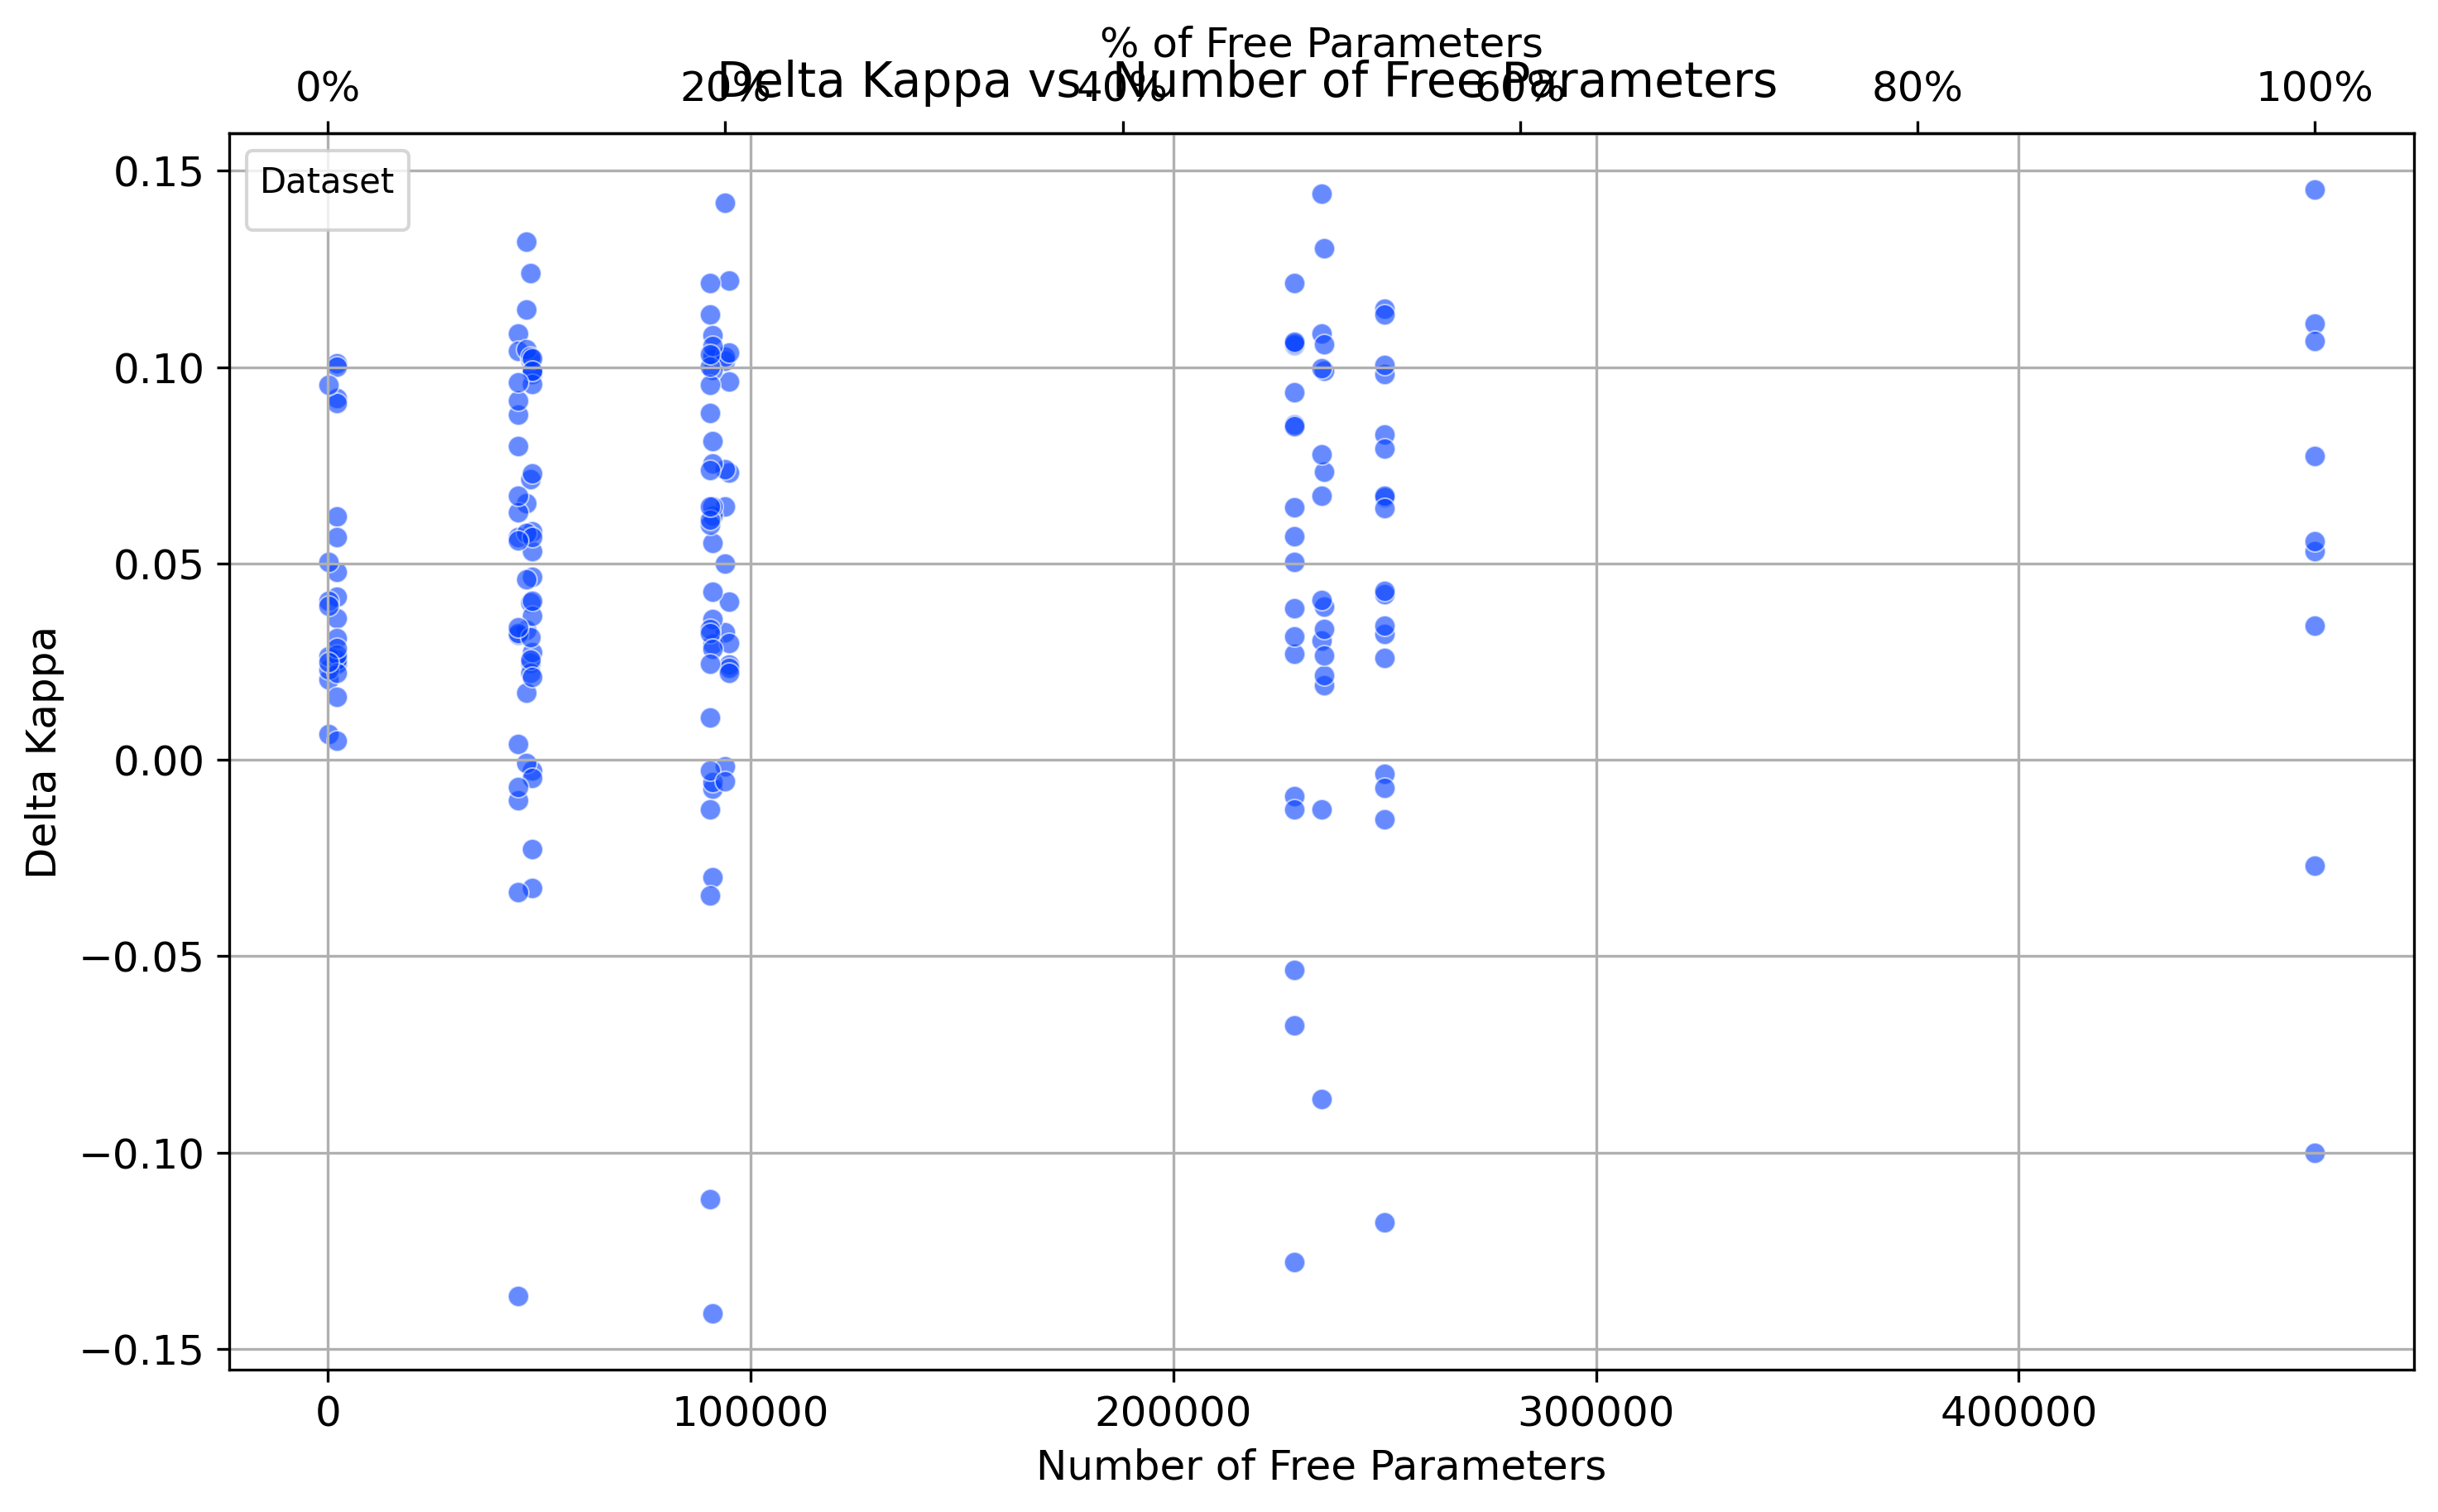 % of Free Parameters
Delta Kappa vs. Number of Free Parameters
0% 20% 40% 60% 80% 100%
Dataset
0.15
0.10
0.05
0.00
−0.05
−0.10
−0.15
Delta Kappa
0 100000 200000 300000 400000
Number of Free Parameters